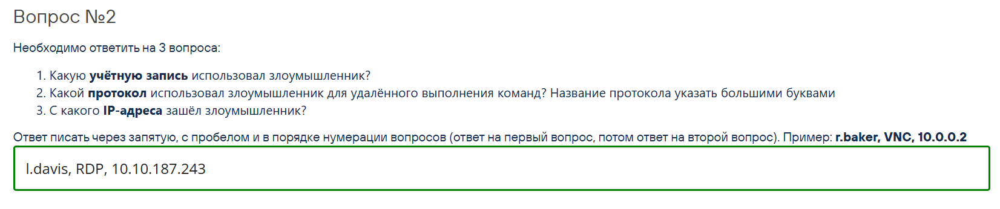 Вопрос №2
Необходимо ответить на 3 вопроса:
1. Какую учётную запись использовал злоумышленник?
2. Какой протокол использовал злоумышленник для удалённого выполнения команд? Название протокола указать большими буквами
3. С какого IP-адреса зашёл злоумышленник?
Ответ писать через запятую, с пробелом и в порядке нумерации вопросов (ответ на первый вопрос, потом ответ на второй вопрос). Пример: r.baker, VNC, 10.0.0.2
l.davis, RDP, 10.10.187.243